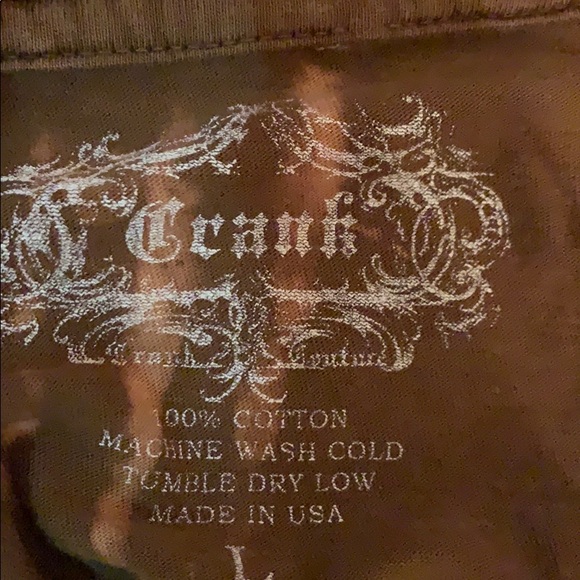 Crank
Crank Couture
100% COTTON
MACHINE WASH COLD
TUMBLE DRY LOW
MADE IN USA
L